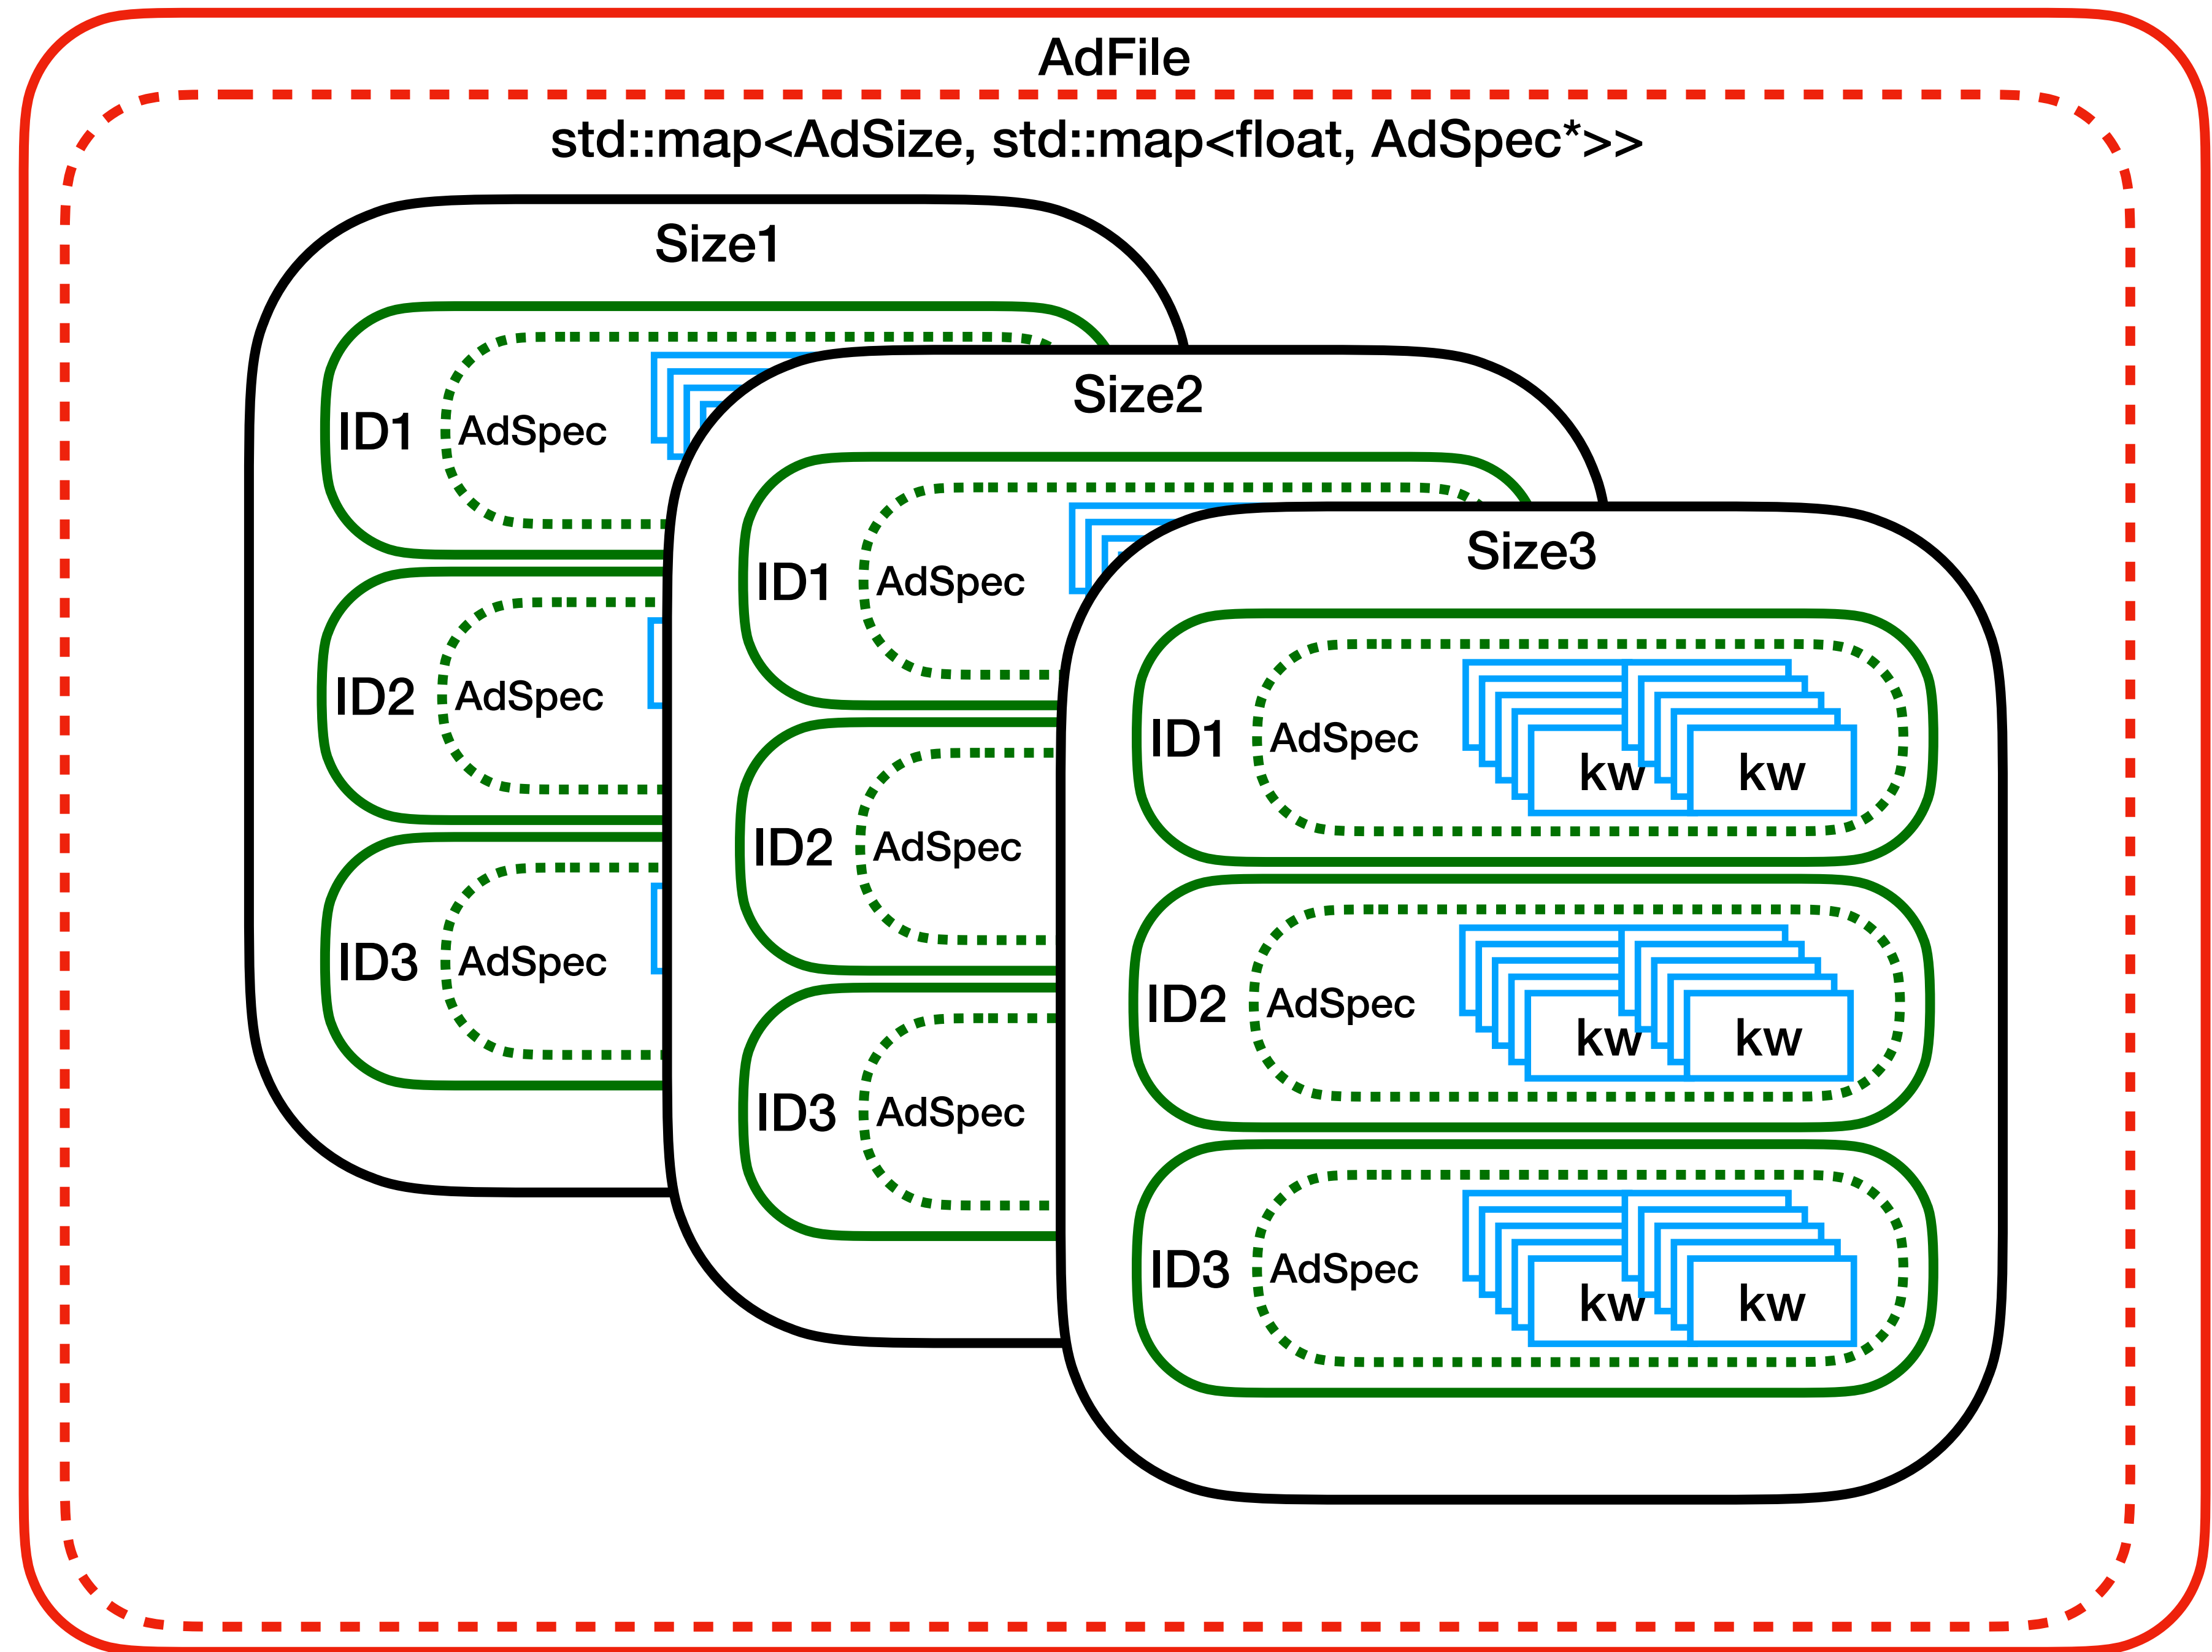 AdFile
std::map<AdSize, std::map<float, AdSpec*>>
Size1
ID1 AdSpec
ID2 AdSpec
ID3 AdSpec
Size2
ID1 AdSpec
ID2 AdSpec
ID3 AdSpec
Size3
ID1 AdSpec kw kw
ID2 AdSpec kw kw
ID3 AdSpec kw kw